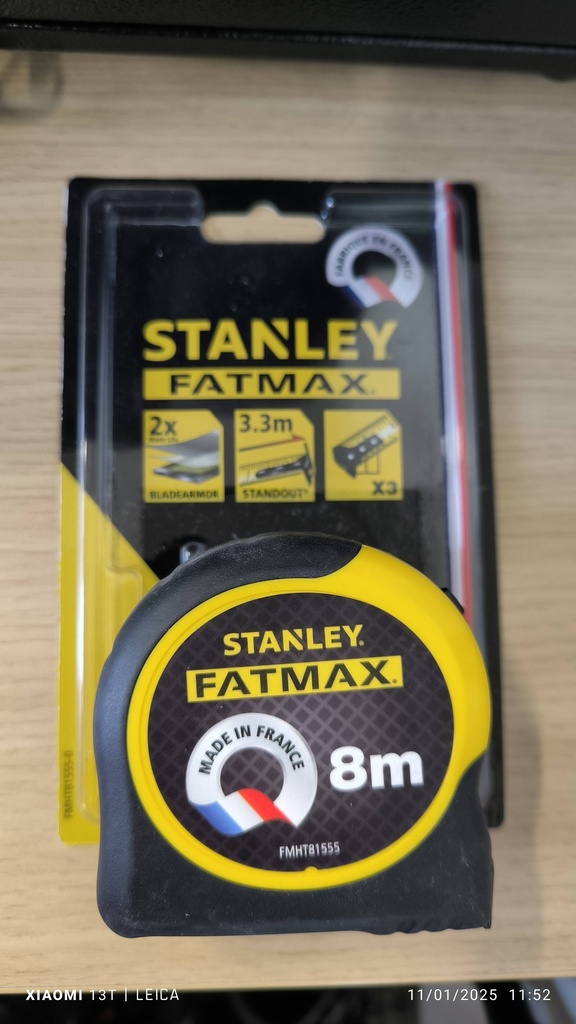 FABRIQUÉ EN FRANCE
STANLEY
FATMAX.
2x
3.3m
BLADEARMOR
STANDOUT*
X3
STANLEY.
FATMAX.
MADE IN FRANCE
8m
FMHT81555
FMHT81555-0
XIAOMI 13T | LEICA
11/01/2025 11:52